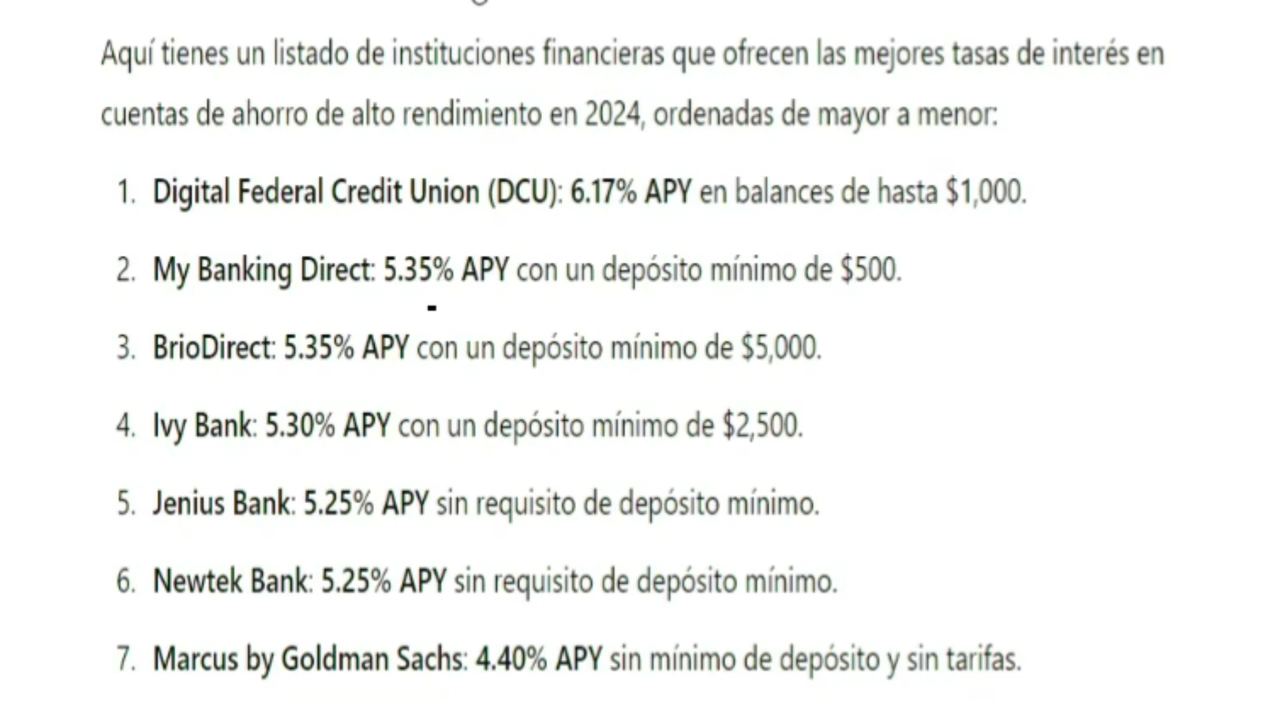 Aquí tienes un listado de instituciones financieras que ofrecen las mejores tasas de interés en
cuentas de ahorro de alto rendimiento en 2024, ordenadas de mayor a menor:
1. Digital Federal Credit Union (DCU): 6.17% APY en balances de hasta $1,000.
2. My Banking Direct: 5.35% APY con un depósito mínimo de $500.
3. BrioDirect: 5.35% APY con un depósito mínimo de $5,000.
4. Ivy Bank: 5.30% APY con un depósito mínimo de $2,500.
5. Jenius Bank: 5.25% APY sin requisito de depósito mínimo.
6. Newtek Bank: 5.25% APY sin requisito de depósito mínimo.
7. Marcus by Goldman Sachs: 4.40% APY sin mínimo de depósito y sin tarifas.